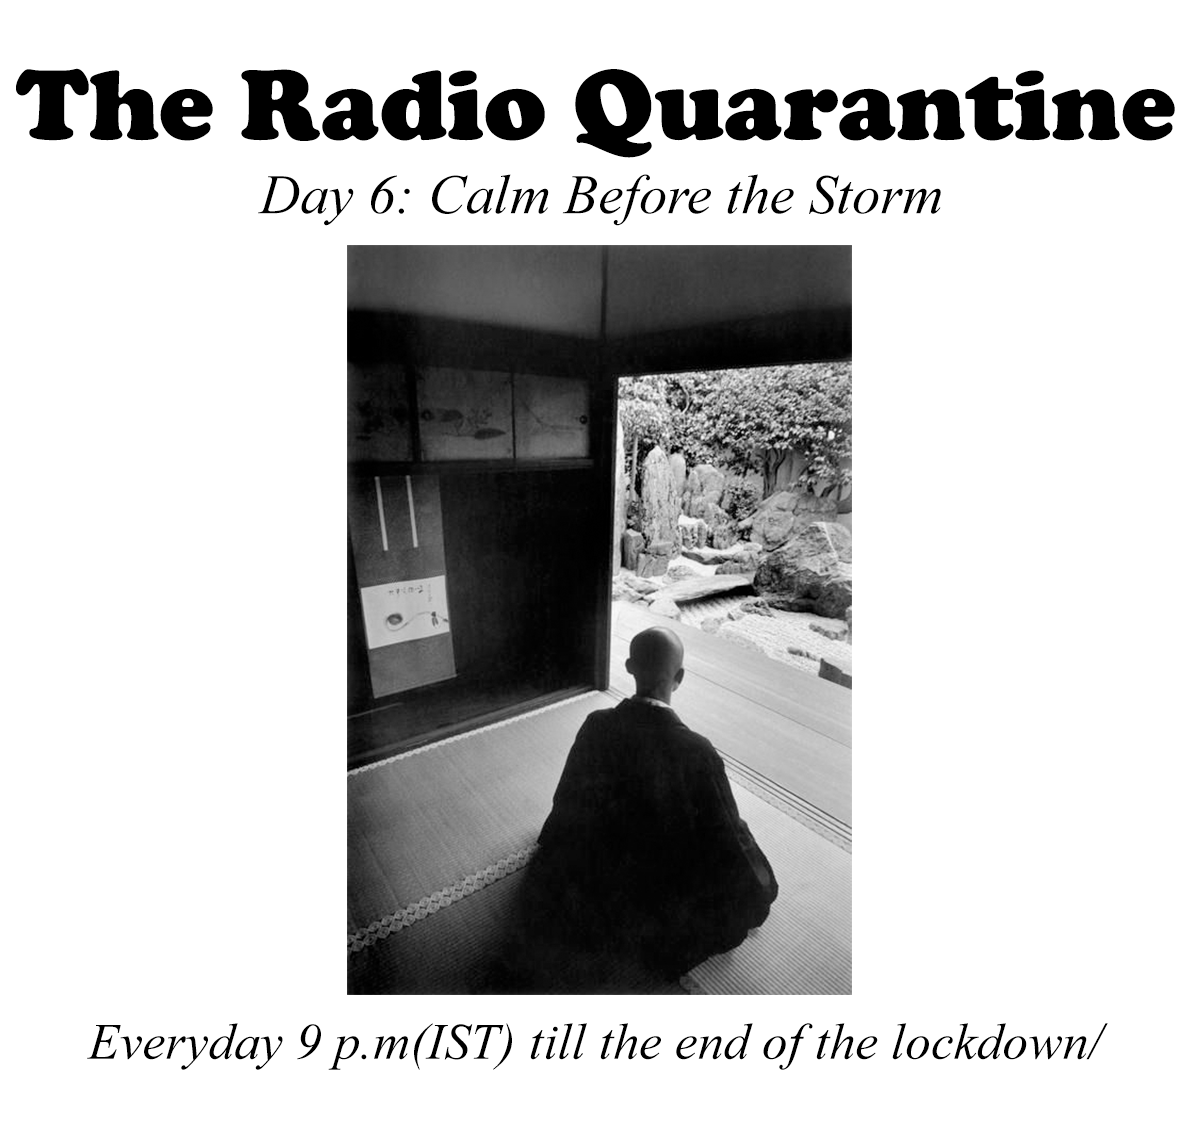 The Radio Quarantine
Day 6: Calm Before the Storm
Everyday 9 p.m(IST) till the end of the lockdown/